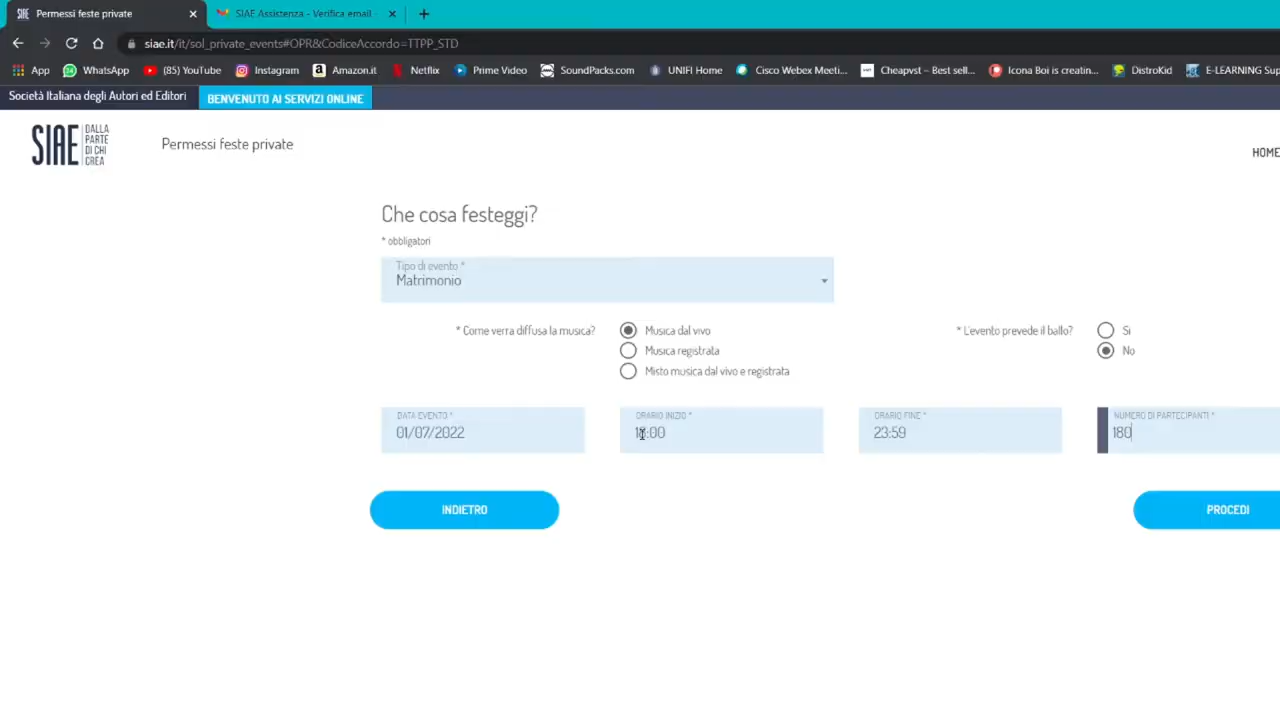 Permessi feste private
SIAE Assistenza - Verifica email
siae.it/it/sol_private_events#OPR&CodiceAccordo=TTPP_STD
App WhatsApp (85) YouTube Instagram Amazon.it Netflix Prime Video SoundPacks.com UNIFI Home Cisco Webex Meeti... Cheapvst – Best sell... Icona Boi is creatin... DistroKid E-LEARNING Sup
Società Italiana degli Autori ed Editori BENVENUTO AI SERVIZI ONLINE
SIAE DALLA PARTE DI CHI CREA
Permessi feste private
HOME
Che cosa festeggi?
* obbligatori
Tipo di evento *
Matrimonio
* Come verra diffusa la musica?
Musica dal vivo
Musica registrata
Misto musica dal vivo e registrata
* L'evento prevede il ballo?
Si
No
DATA EVENTO *
01/07/2022
ORARIO INIZIO *
ORARIO FINE *
23:59
NUMERO DI PARTECIPANTI *
180
INDIETRO
PROCEDI